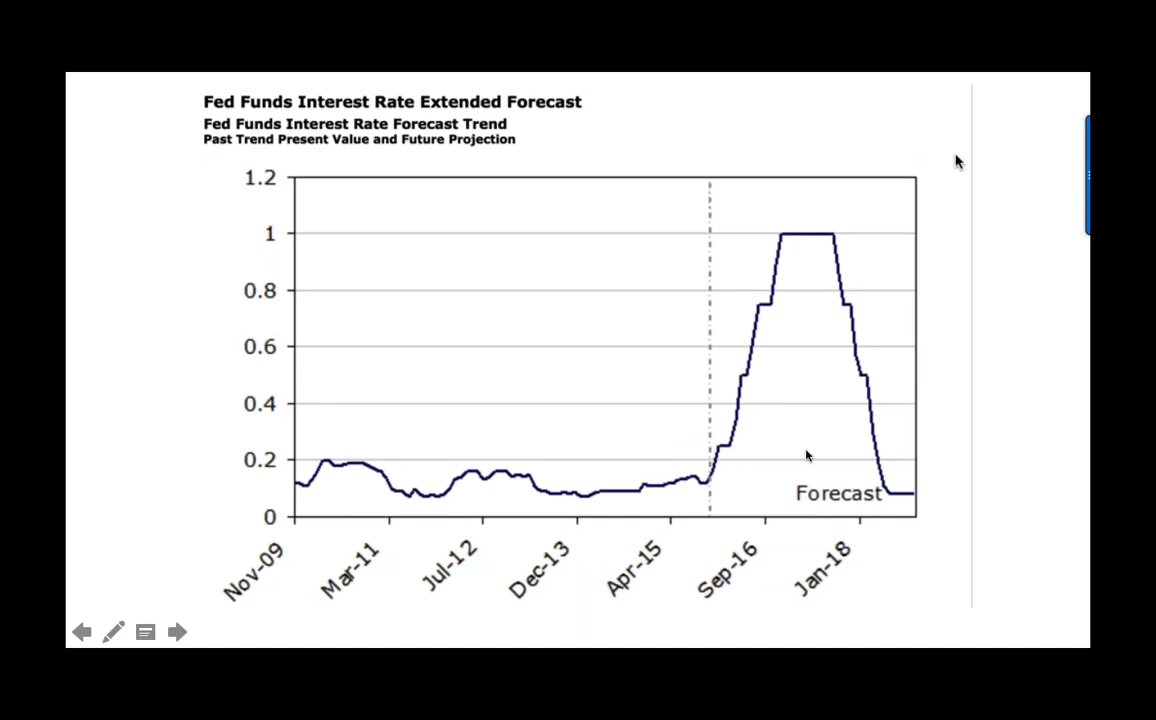 Fed Funds Interest Rate Extended Forecast
Fed Funds Interest Rate Forecast Trend
Past Trend Present Value and Future Projection
1.2
1
0.8
0.6
0.4
0.2
0
Forecast
Nov-09
Mar-11
Jul-12
Dec-13
Apr-15
Sep-16
Jan-18